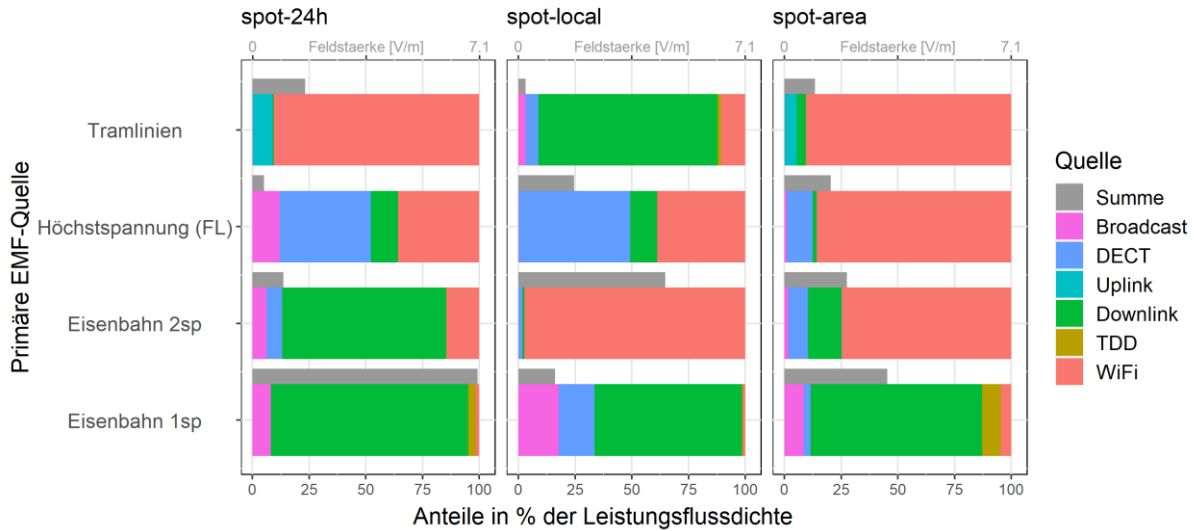 spot-24h spot-local spot-area
0 Feldstaerke [V/m] 7.1 0 Feldstaerke [V/m] 7.1 0 Feldstaerke [V/m] 7.1
Primäre EMF-Quelle
Tramlinien
Höchstspannung (FL)
Eisenbahn 2sp
Eisenbahn 1sp
0 25 50 75 100 0 25 50 75 100 0 25 50 75 100
Anteile in % der Leistungsflussdichte
Quelle
Summe
Broadcast
DECT
Uplink
Downlink
TDD
WiFi